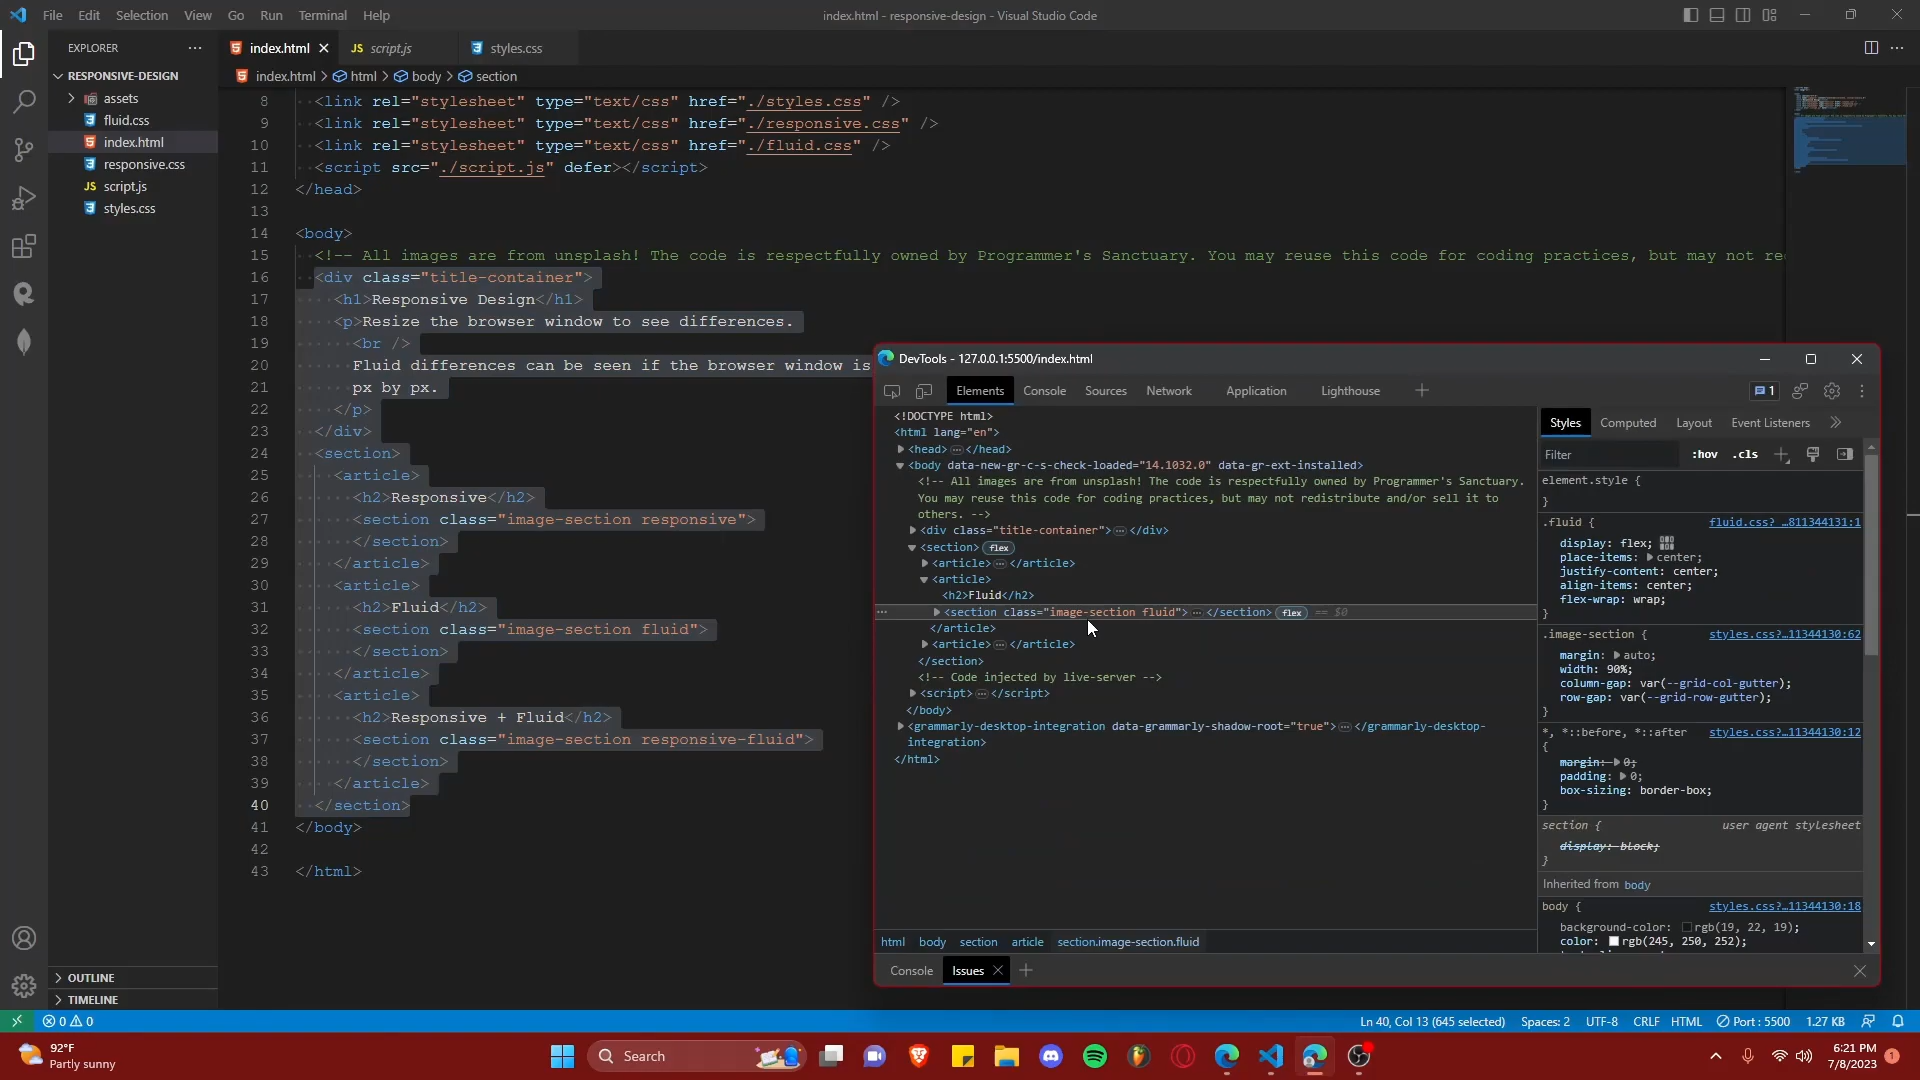 File Edit Selection View Go Run Terminal Help
index.html - responsive-design - Visual Studio Code
EXPLORER
RESPONSIVE-DESIGN
assets
fluid.css
index.html
responsive.css
JS script.js
styles.css
OUTLINE
TIMELINE
index.html
JS script.js
styles.css
index.html > html > body > section
8 <link rel="stylesheet" type="text/css" href="./styles.css" />
9 <link rel="stylesheet" type="text/css" href="./responsive.css" />
10 <link rel="stylesheet" type="text/css" href="./fluid.css" />
11 <script src="./script.js" defer></script>
12 </head>
13
14 <body>
15 <!-- All images are from unsplash! The code is respectfully owned by Programmer's Sanctuary. You may reuse this code for coding practices, but may not re
16 <div class="title-container">
17 <h1>Responsive Design</h1>
18 <p>Resize the browser window to see differences.
19 <br />
20 Fluid differences can be seen if the browser window is
21 px by px.
22 </p>
23 </div>
24 <section>
25 <article>
26 <h2>Responsive</h2>
27 <section class="image-section responsive">
28 </section>
29 </article>
30 <article>
31 <h2>Fluid</h2>
32 <section class="image-section fluid">
33 </section>
34 </article>
35 <article>
36 <h2>Responsive + Fluid</h2>
37 <section class="image-section responsive-fluid">
38 </section>
39 </article>
40 </section>
41 </body>
42
43 </html>
DevTools - 127.0.0.1:5500/index.html
Elements Console Sources Network Application Lighthouse
1
<!DOCTYPE html>
<html lang="en">
<head>…</head>
<body data-new-gr-c-s-check-loaded="14.1032.0" data-gr-ext-installed>
<!-- All images are from unsplash! The code is respectfully owned by Programmer's Sanctuary.
You may reuse this code for coding practices, but may not redistribute and/or sell it to
others. -->
<div class="title-container">…</div>
<section> flex
<article>…</article>
<article>
<h2>Fluid</h2>
<section class="image-section fluid">…</section> flex == $0
</article>
<article>…</article>
</section>
<!-- Code injected by live-server -->
<script>…</script>
</body>
<grammarly-desktop-integration data-grammarly-shadow-root="true">…</grammarly-desktop-
integration>
</html>
html body section article section.image-section.fluid
Console Issues
Styles Computed Layout Event Listeners
Filter :hov .cls
element.style {
}
.fluid { fluid.css?_…811344131:1
display: flex;
place-items: center;
justify-content: center;
align-items: center;
flex-wrap: wrap;
}
.image-section { styles.css?…11344130:62
margin: auto;
width: 90%;
column-gap: var(--grid-col-gutter);
row-gap: var(--grid-row-gutter);
}
*, *::before, *::after styles.css?…11344130:12
{
margin: 0;
padding: 0;
box-sizing: border-box;
}
section { user agent stylesheet
display: block;
}
Inherited from body
body { styles.css?…11344130:18
background-color: rgb(19, 22, 19);
color: rgb(245, 250, 252);
0 0
Ln 40, Col 13 (645 selected) Spaces: 2 UTF-8 CRLF HTML Port : 5500 1.27 KB
92°F
Partly sunny
Search
6:21 PM
7/8/2023
1